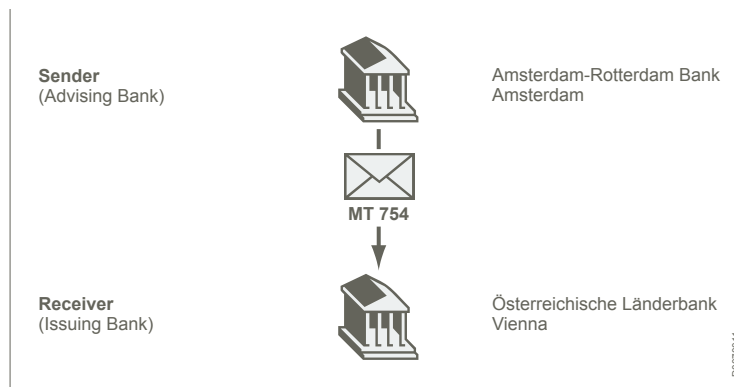 Sender
(Advising Bank)
Amsterdam-Rotterdam Bank
Amsterdam
MT 754
Receiver
(Issuing Bank)
Österreichische Länderbank
Vienna